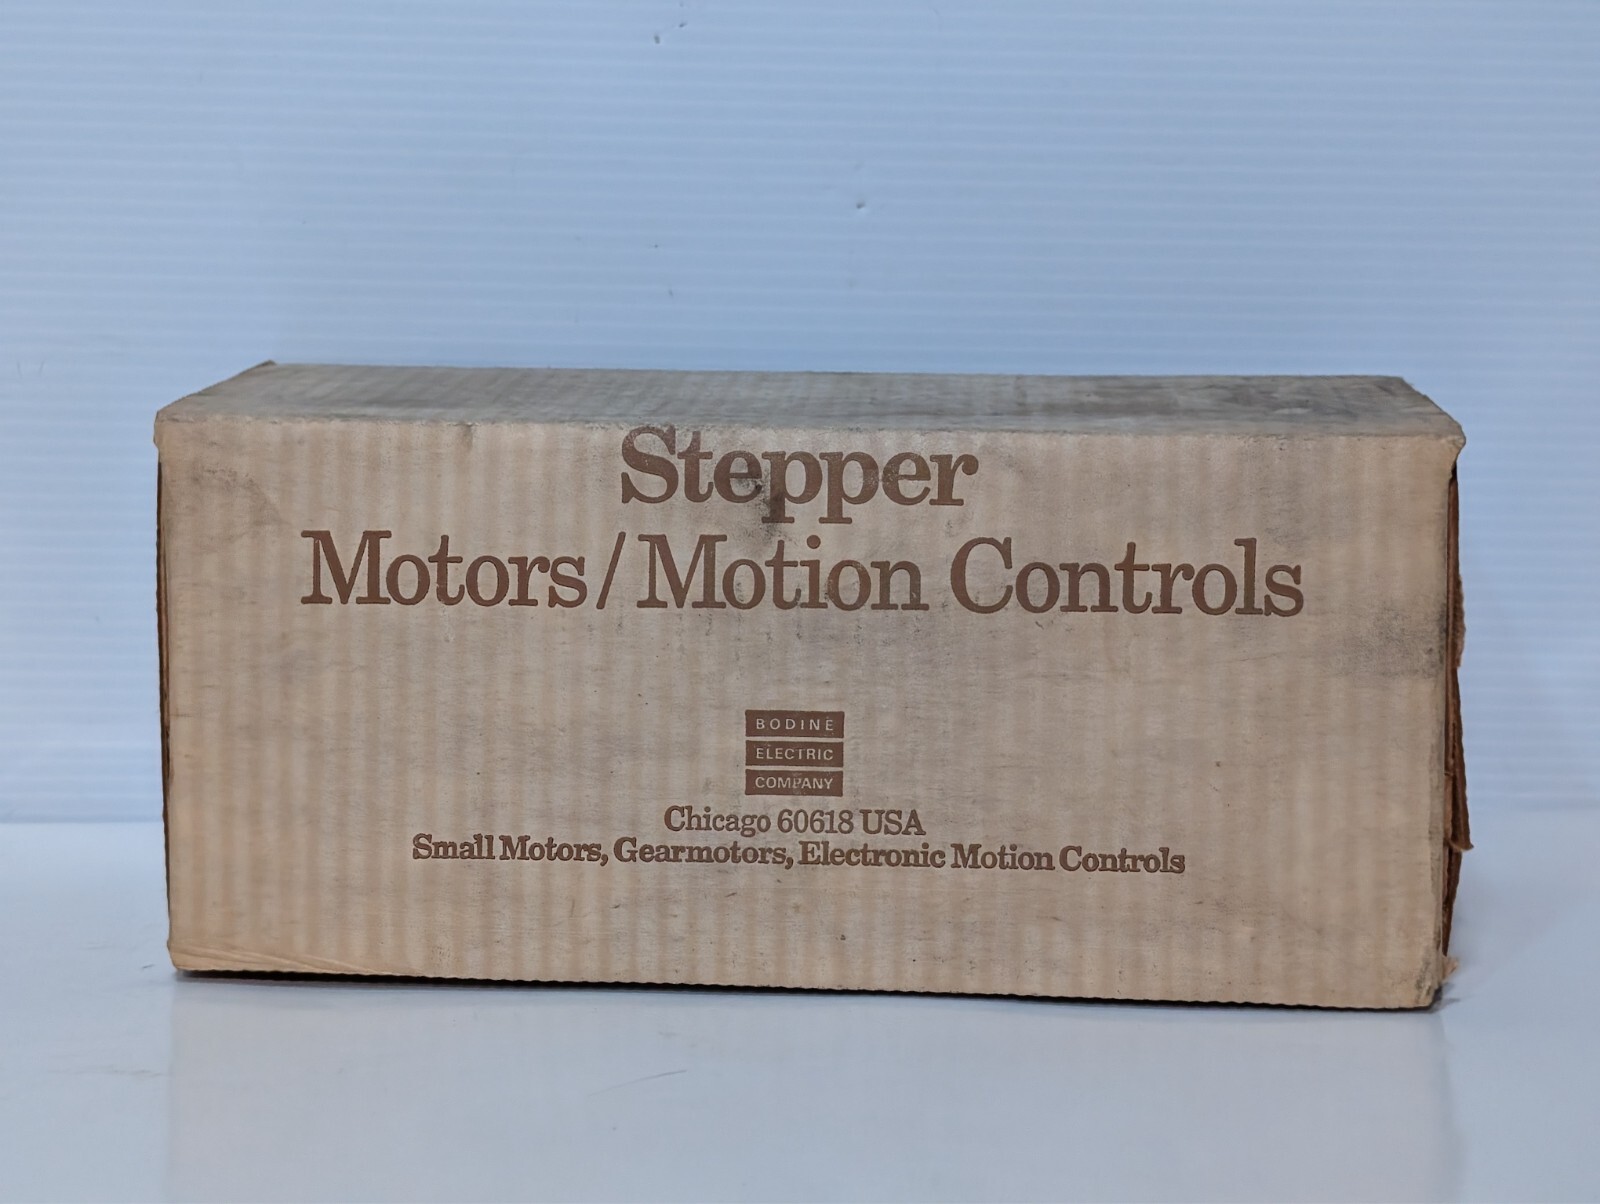 Stepper
Motors/Motion Controls
BODINE
ELECTRIC
COMPANY
Chicago 60618 USA
Small Motors, Gearmotors, Electronic Motion Controls